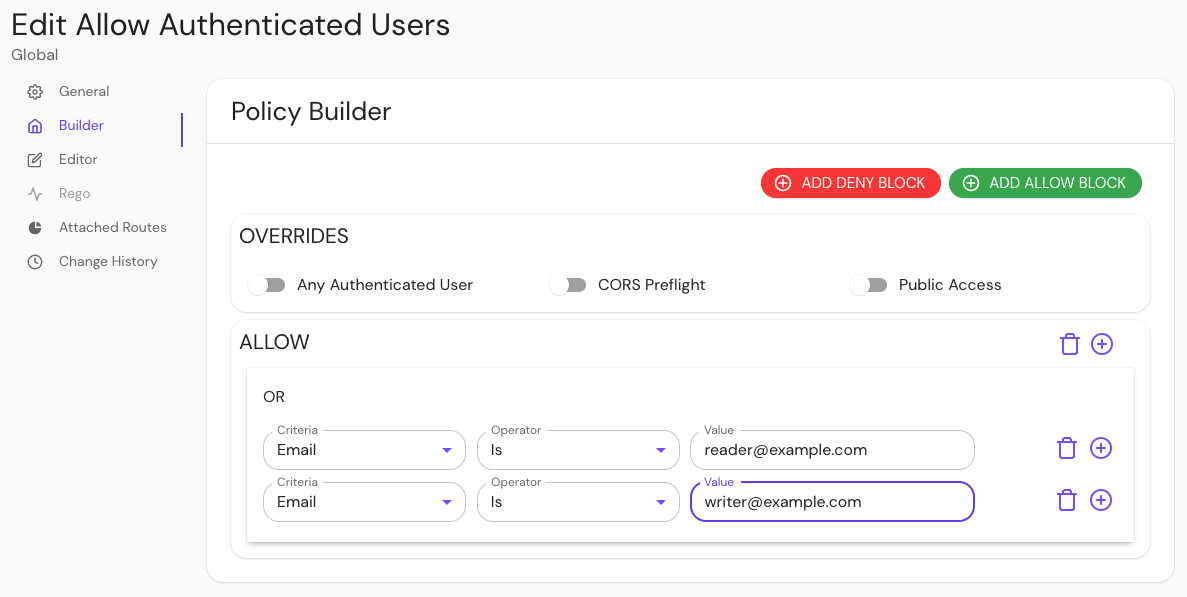 Edit Allow Authenticated Users
Global
General
Builder
Editor
Rego
Attached Routes
Change History
Policy Builder
ADD DENY BLOCK
ADD ALLOW BLOCK
OVERRIDES
Any Authenticated User
CORS Preflight
Public Access
ALLOW
OR
Criteria
Email
Operator
Is
Value
reader@example.com
Criteria
Email
Operator
Is
Value
writer@example.com